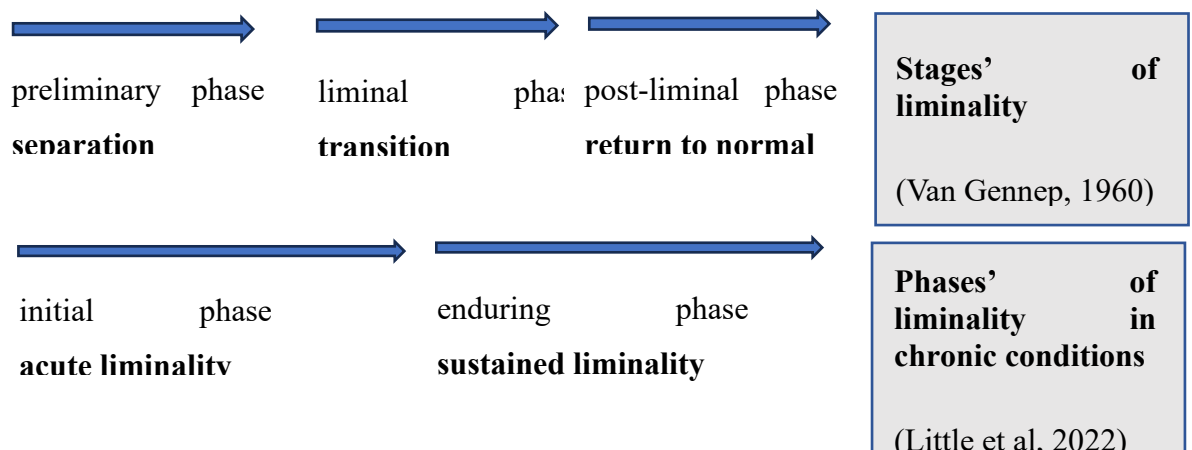 preliminary phase
separation
liminal phas
transition
post-liminal phase
return to normal
Stages’ of
liminality
(Van Gennep, 1960)
initial phase
acute liminality
enduring phase
sustained liminality
Phases’ of
liminality in
chronic conditions
(Little et al, 2022)